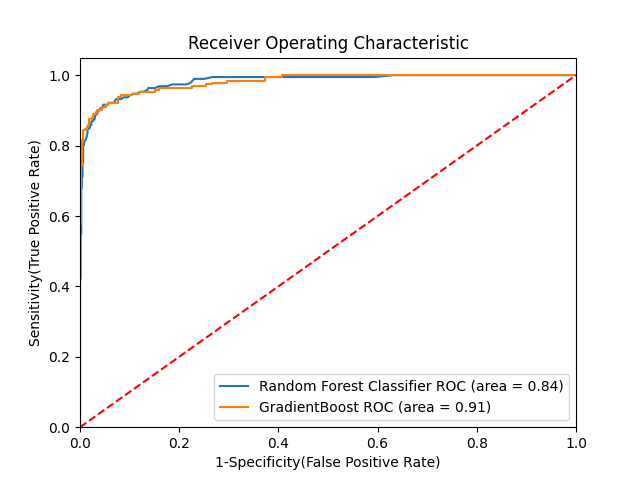 Receiver Operating Characteristic
1.0
0.8
0.6
0.4
0.2
0.0
Sensitivity(True Positive Rate)
Random Forest Classifier ROC (area = 0.84)
GradientBoost ROC (area = 0.91)
0.0 0.2 0.4 0.6 0.8 1.0
1-Specificity(False Positive Rate)